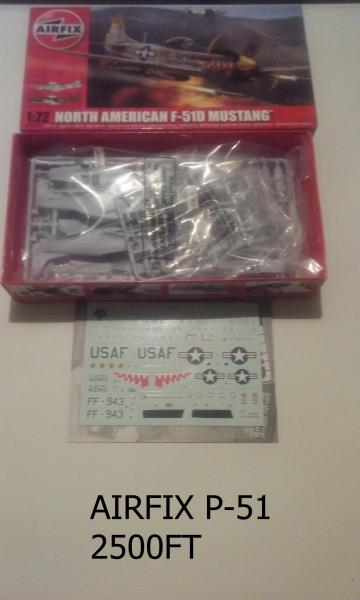 AIRFIX
1:72 NORTH AMERICAN F-51D MUSTANG
USAF USAF
FF-943
FF-943
AIRFIX P-51
2500FT